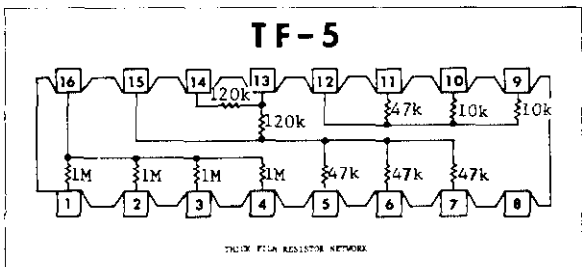 TF-5
16 15 14 13 12 11 10 9
120k
47k 10k 10k
120k
1M 1M 1M 1M 47k 47k 47k
1 2 3 4 5 6 7 8
THICK FILM RESISTOR NETWORK